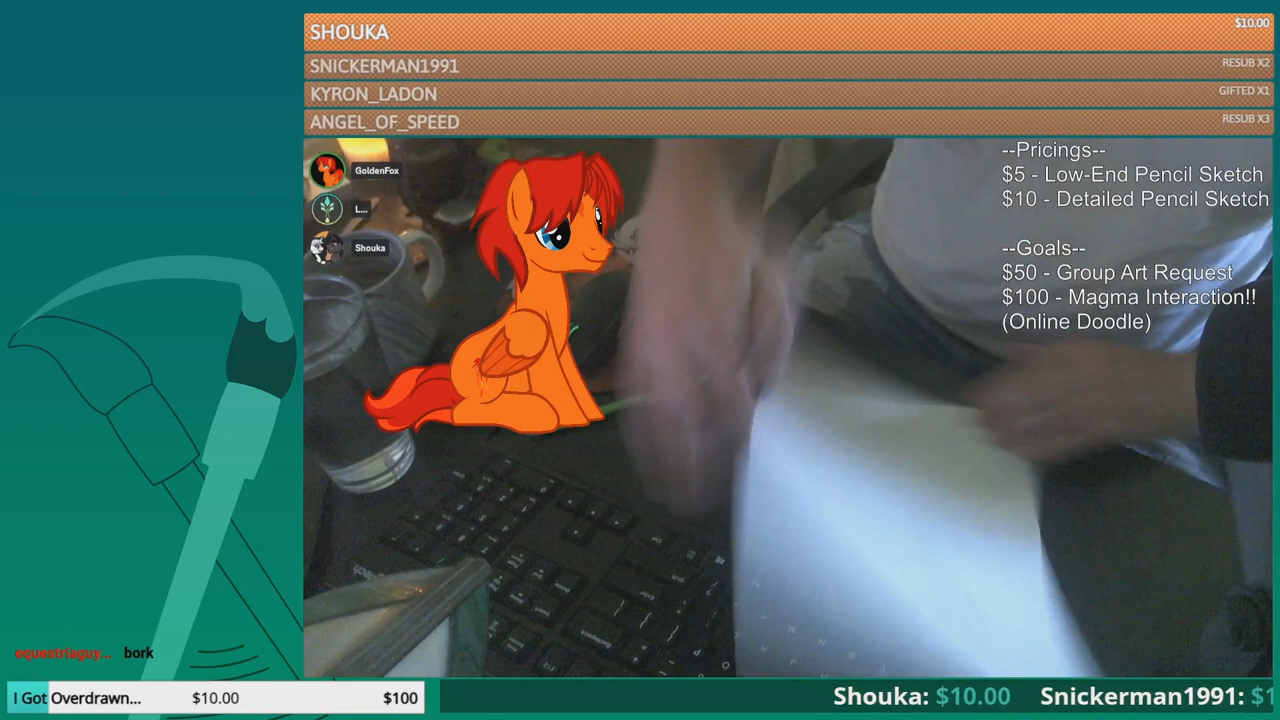 SHOUKA $10.00
SNICKERMAN1991 RESUB X2
KYRON_LADON GIFTED X1
ANGEL_OF_SPEED RESUB X3
GoldenFox
L...
Shouka
--Pricings--
$5 - Low-End Pencil Sketch
$10 - Detailed Pencil Sketch
--Goals--
$50 - Group Art Request
$100 - Magma Interaction!!
(Online Doodle)
equestriaguy... bork
I Got Overdrawn... $10.00 $100
Shouka: $10.00 Snickerman1991: $1